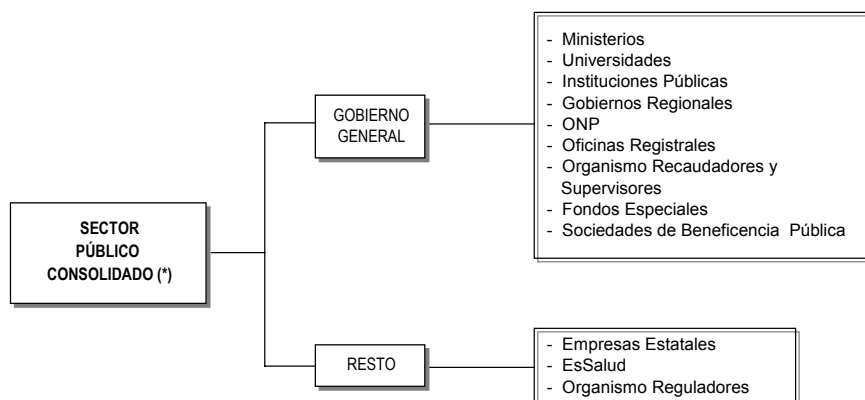 SECTOR
PÚBLICO
CONSOLIDADO (*)
GOBIERNO
GENERAL
- Ministerios
- Universidades
- Instituciones Públicas
- Gobiernos Regionales
- ONP
- Oficinas Registrales
- Organismo Recaudadores y
Supervisores
- Fondos Especiales
- Sociedades de Beneficencia Pública
RESTO
- Empresas Estatales
- EsSalud
- Organismo Reguladores